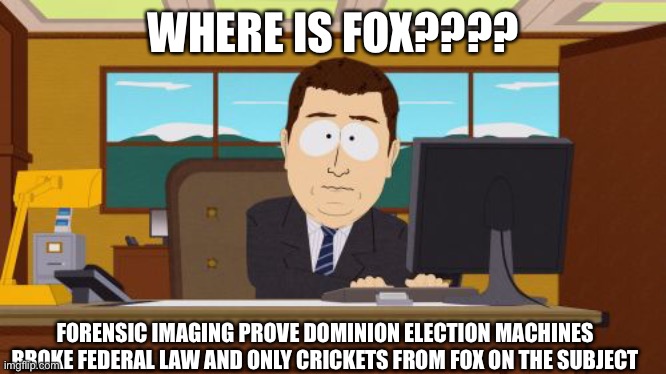 WHERE IS FOX????
FORENSIC IMAGING PROVE DOMINION ELECTION MACHINES
BROKE FEDERAL LAW AND ONLY CRICKETS FROM FOX ON THE SUBJECT
imgflip.com